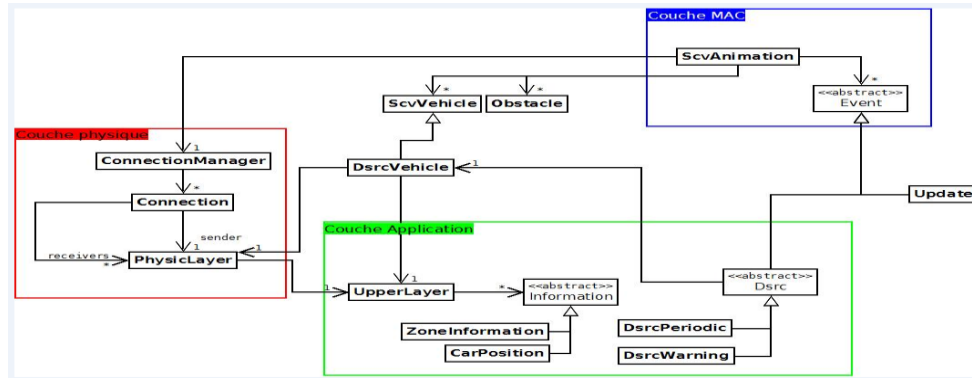 Couche MAC
ScvAnimation
*
*
*
<<abstract>>
Event
ScvVehicle
Obstacle
Couche physique
1
ConnectionManager
DsrcVehicle
1
*
Connection
Update
Couche Application
sender
1
1
receivers
*
PhysicLayer
1
<<abstract>>
Dsrc
1
UpperLayer
*
<<abstract>>
Information
ZoneInformation
DsrcPeriodic
CarPosition
DsrcWarning